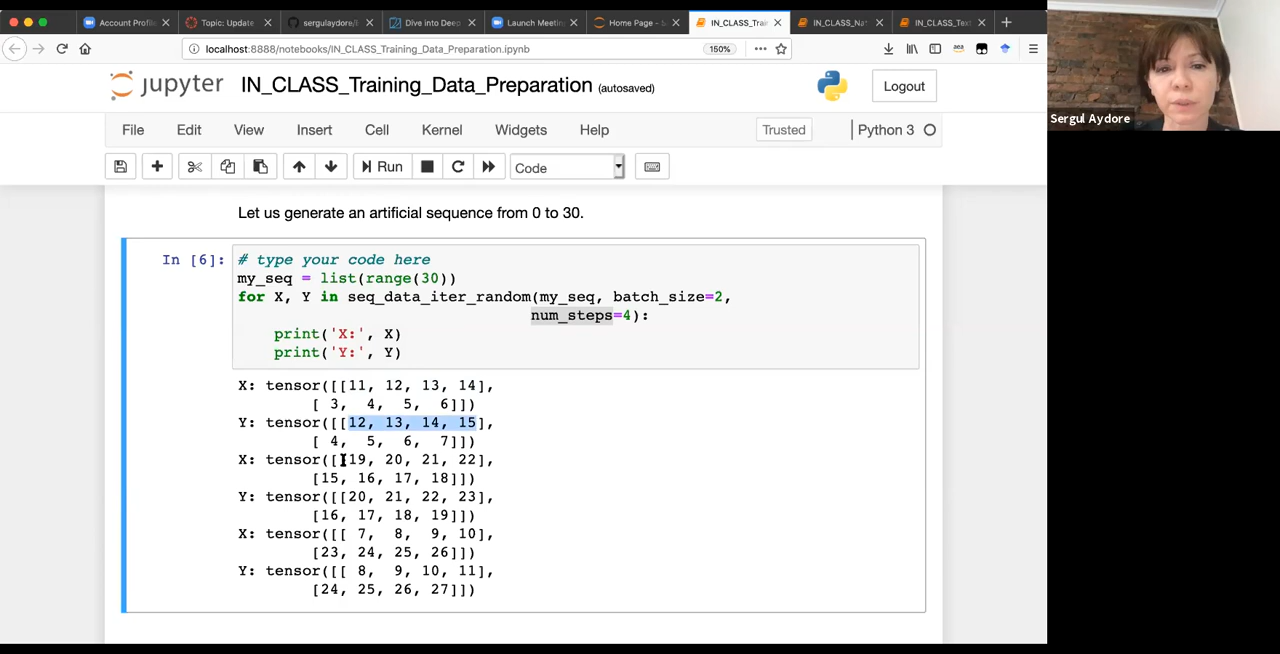 Account Profil
Topic: Update
sergulaydore/
Dive into Deep
Launch Meetin
Home Page - S
IN_CLASS_Trai
IN_CLASS_Na
IN_CLASS_Text
localhost:8888/notebooks/IN_CLASS_Training_Data_Preparation.ipynb
150%
jupyter IN_CLASS_Training_Data_Preparation (autosaved)
Logout
Sergul Aydore
File Edit View Insert Cell Kernel Widgets Help
Trusted
Python 3
Run
Code
Let us generate an artificial sequence from 0 to 30.
In [6]: # type your code here
my_seq = list(range(30))
for X, Y in seq_data_iter_random(my_seq, batch_size=2,
num_steps=4):
print('X:', X)
print('Y:', Y)
X: tensor([[11, 12, 13, 14],
[ 3, 4, 5, 6]])
Y: tensor([[12, 13, 14, 15],
[ 4, 5, 6, 7]])
X: tensor([[19, 20, 21, 22],
[15, 16, 17, 18]])
Y: tensor([[20, 21, 22, 23],
[16, 17, 18, 19]])
X: tensor([[ 7, 8, 9, 10],
[23, 24, 25, 26]])
Y: tensor([[ 8, 9, 10, 11],
[24, 25, 26, 27]])